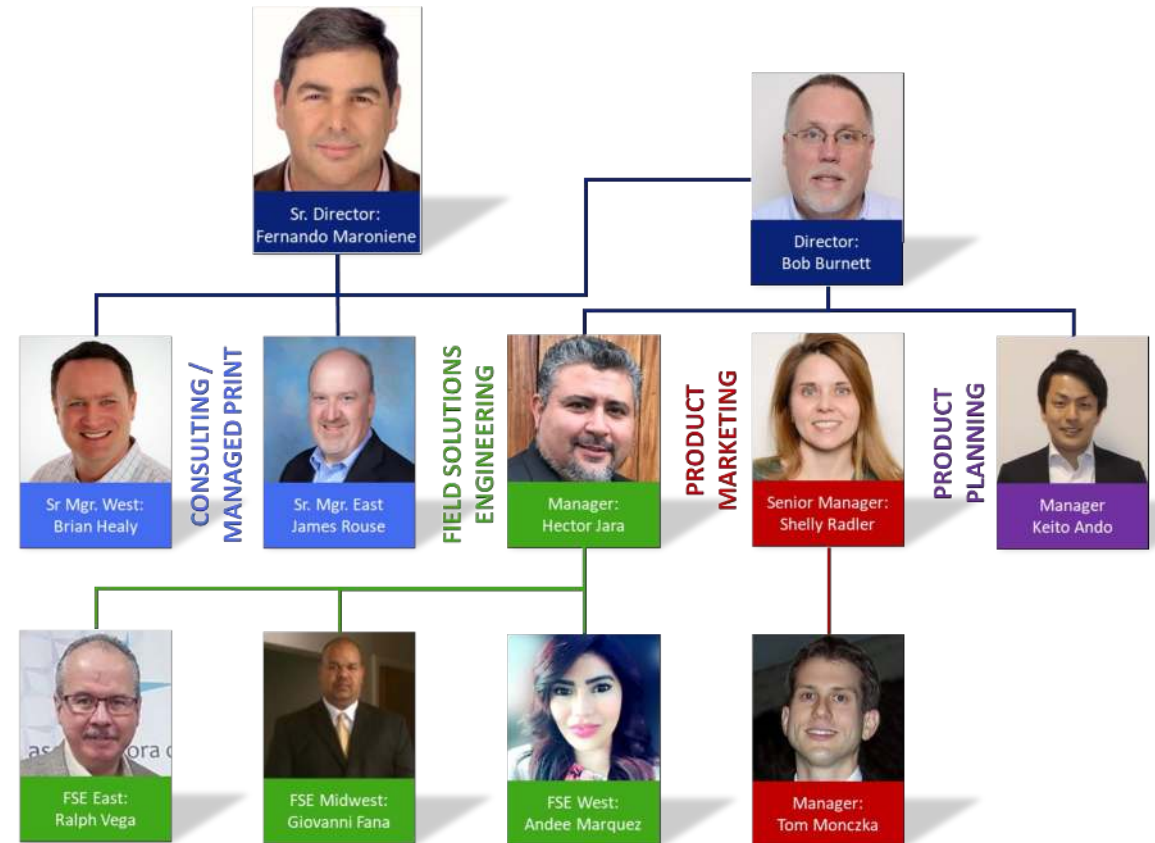 Sr. Director:
Fernando Maroniene
Director:
Bob Burnett
Sr Mgr. West:
Brian Healy
CONSULTING /
MANAGED PRINT
Sr. Mgr. East
James Rouse
FIELD SOLUTIONS
ENGINEERING
Manager:
Hector Jara
PRODUCT
MARKETING
Senior Manager:
Shelly Radler
PRODUCT
PLANNING
Manager
Keito Ando
FSE East:
Ralph Vega
FSE Midwest:
Giovanni Fana
FSE West:
Andee Marquez
Manager:
Tom Monczka